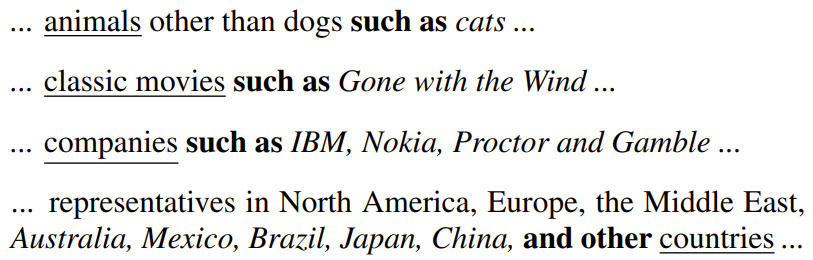 ... animals other than dogs such as cats ...
... classic movies such as Gone with the Wind ...
... companies such as IBM, Nokia, Proctor and Gamble ...
... representatives in North America, Europe, the Middle East,
Australia, Mexico, Brazil, Japan, China, and other countries ...